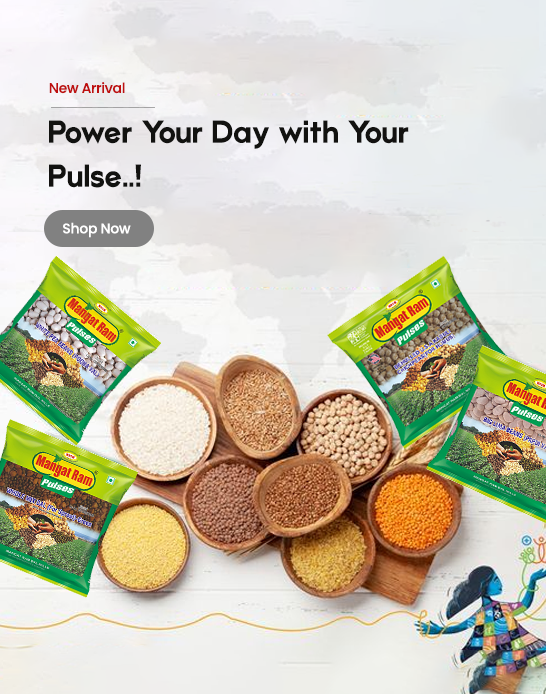 New Arrival
Power Your Day with Your
Pulse..!
Shop Now
Mangat Ram
Pulses
Mangat Ram
Pulses
Mangat Ram
Pulses
Mangat Ram
Pulses